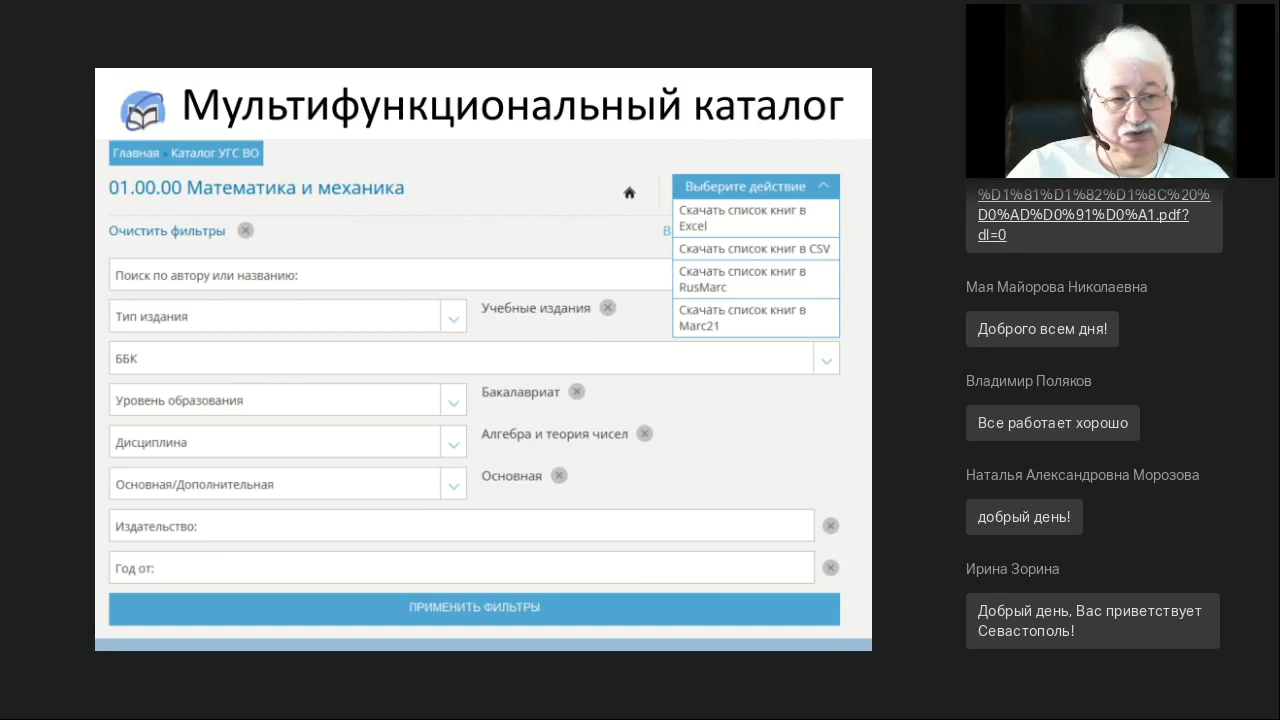 Мультифункциональный каталог
Главная » Каталог УГС ВО
01.00.00 Математика и механика
Выберите действие
Скачать список книг в
Excel
Скачать список книг в CSV
Скачать список книг в
RusMarc
Скачать список книг в
Marc21
Очистить фильтры
Поиск по автору или названию:
Тип издания
Учебные издания
ББК
Уровень образования
Бакалавриат
Дисциплина
Алгебра и теория чисел
Основная/Дополнительная
Основная
Издательство:
Год от:
ПРИМЕНИТЬ ФИЛЬТРЫ
%D1%81%D1%82%D1%8C%20%
D0%AD%D0%91%D0%A1.pdf?
dl=0
Мая Майорова Николаевна
Доброго всем дня!
Владимир Поляков
Все работает хорошо
Наталья Александровна Морозова
добрый день!
Ирина Зорина
Добрый день, Вас приветствует
Севастополь!